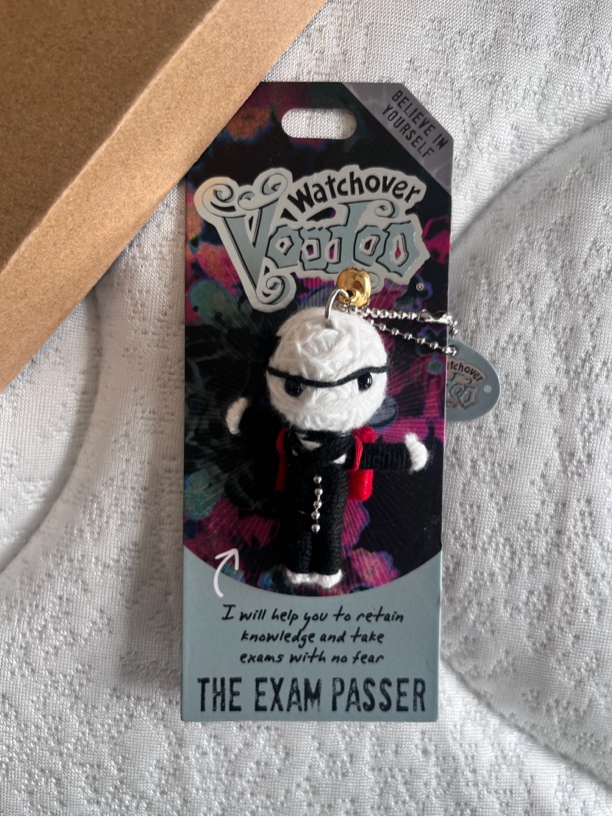 BELIEVE IN
YOURSELF
Watchover
Voodoo
®
I will help you to retain
knowledge and take
exams with no fear
THE EXAM PASSER